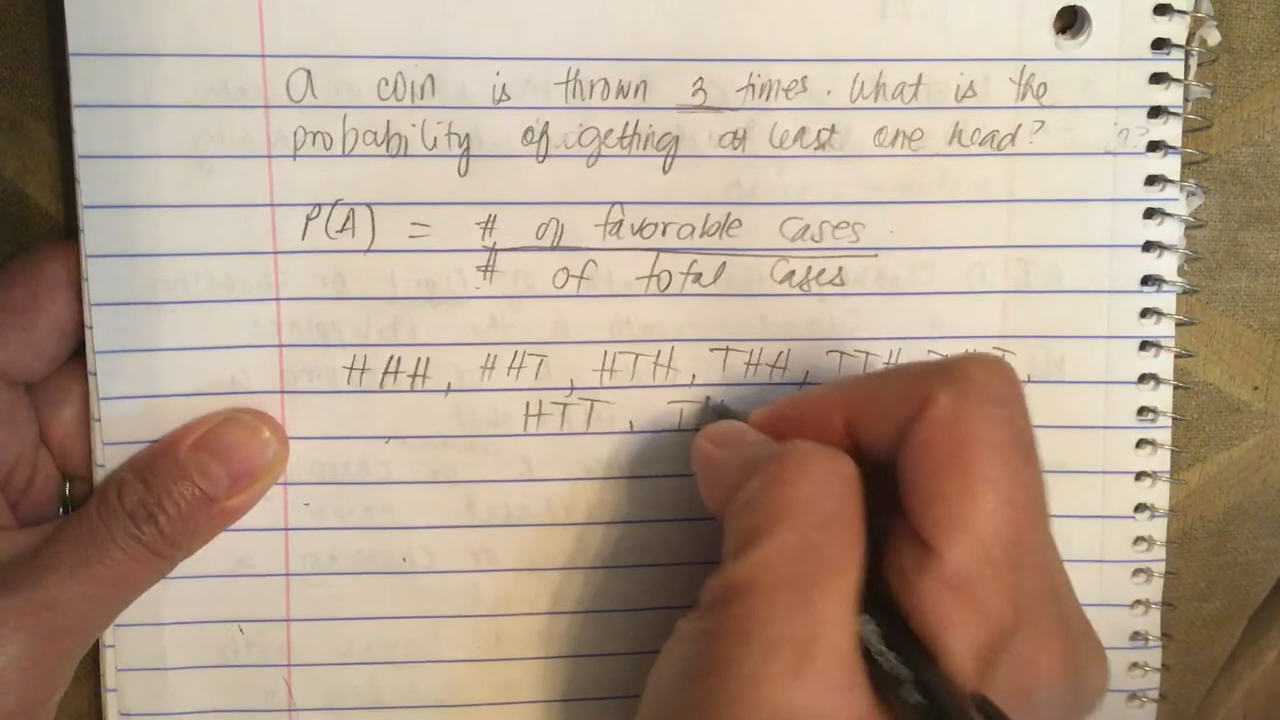 A coin is thrown 3 times. What is the
probability of getting at least one head?
P(A) = # of favorable cases
# of total cases
HHH, HHT, HTH, THH, TTH,
HTT,